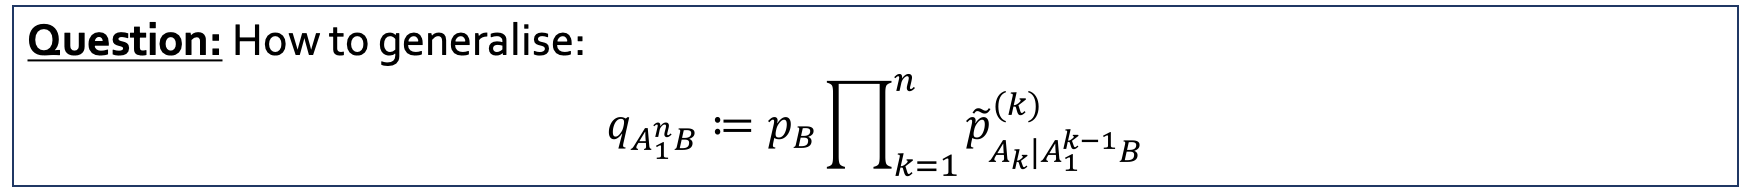 Question: How to generalise:
q_{A_1^n B} := p_B ∏_{k=1}^n p̃^{(k)}_{A_k|A_1^{k-1} B}